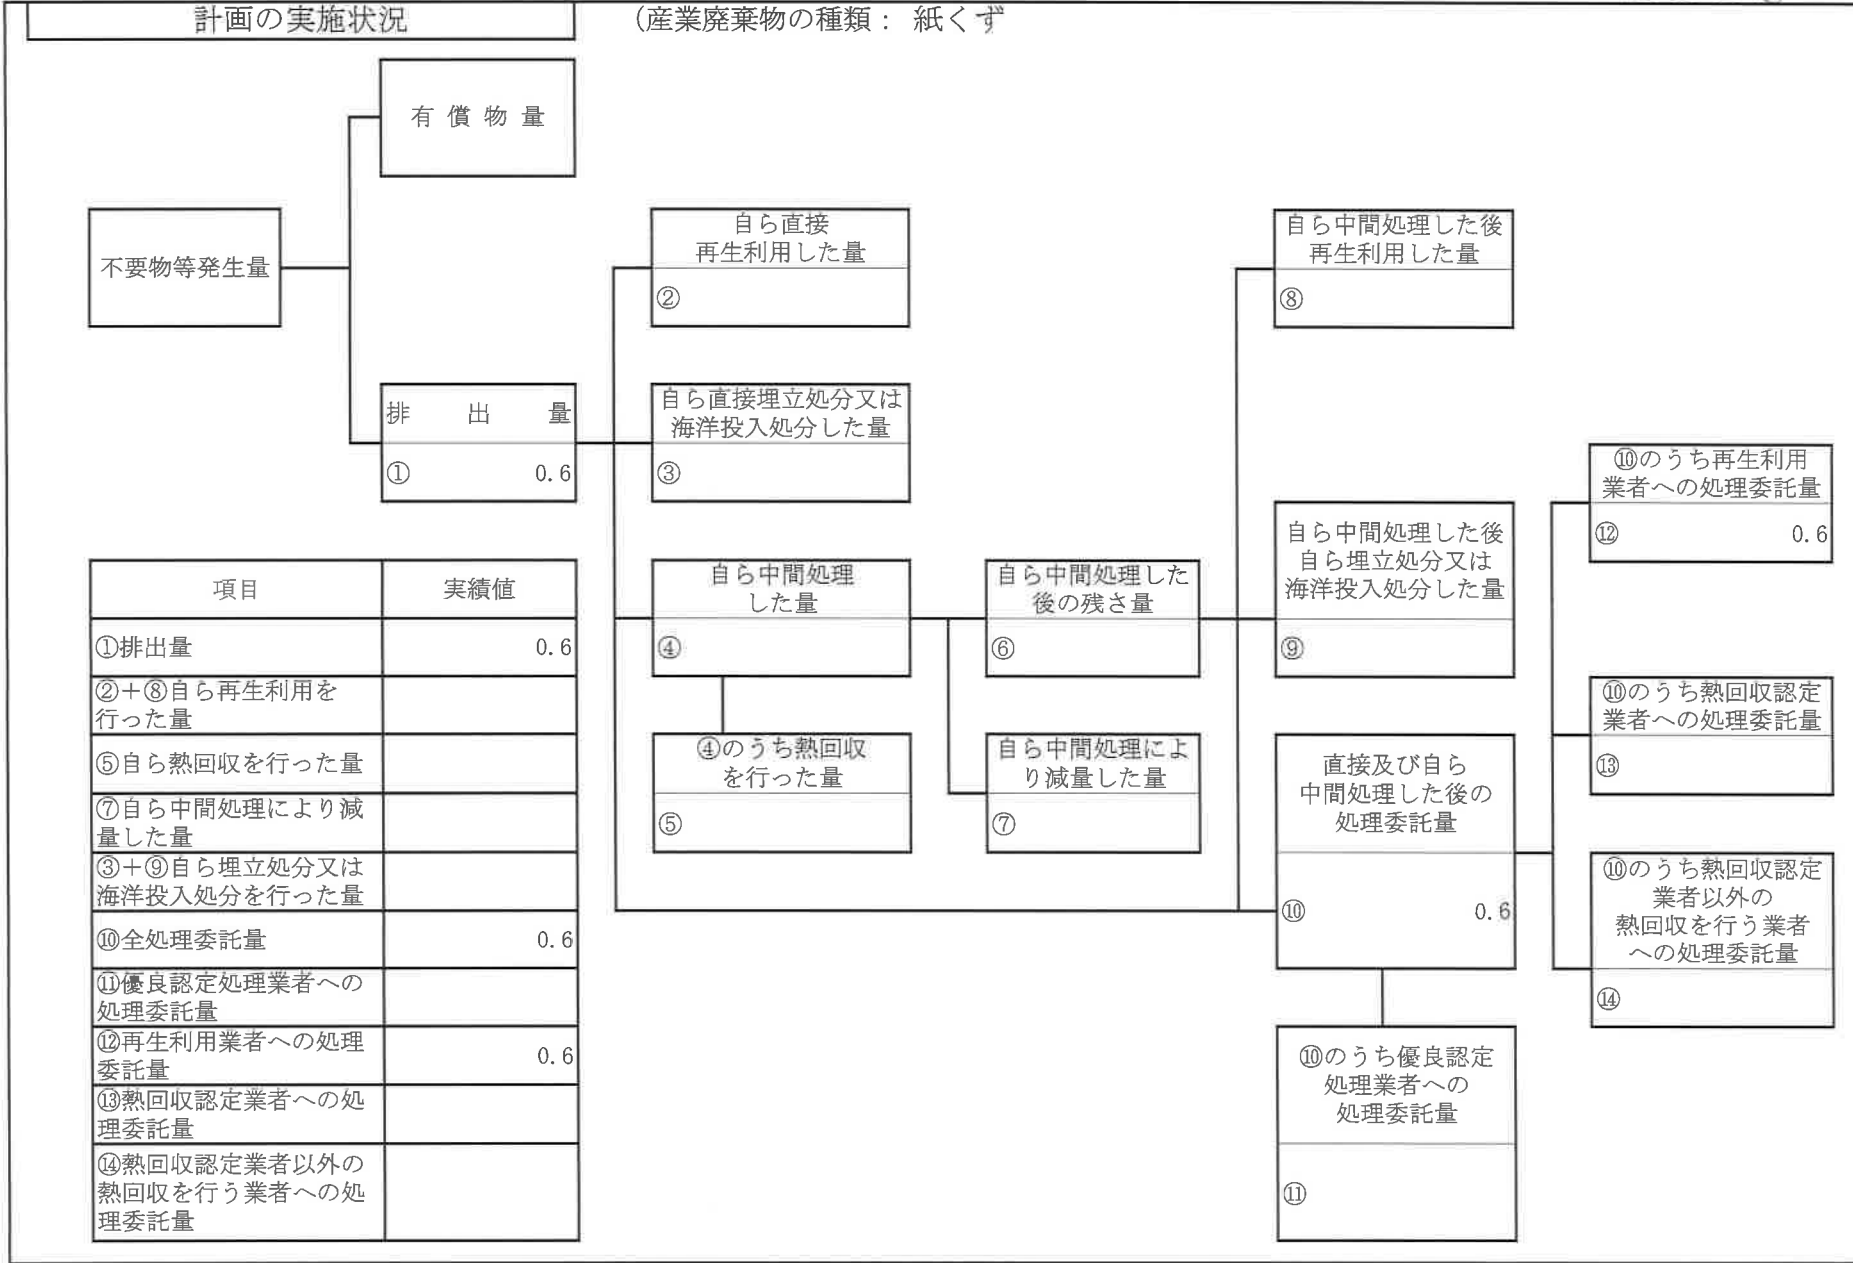 計画の実施状況
(産業廃棄物の種類： 紙くず
有 償 物 量
不要物等発生量
自ら直接
再生利用した量
②
自ら中間処理した後
再生利用した量
⑧
排 出 量
① 0.6
自ら直接埋立処分又は
海洋投入処分した量
③
⑩のうち再生利用
業者への処理委託量
⑫ 0.6
自ら中間処理した後
自ら埋立処分又は
海洋投入処分した量
⑨
自ら中間処理
した量
④
自ら中間処理した
後の残さ量
⑥
④のうち熱回収
を行った量
⑤
自ら中間処理によ
り減量した量
⑦
⑩のうち熱回収認定
業者への処理委託量
⑬
直接及び自ら
中間処理した後の
処理委託量
⑩ 0.6
⑩のうち熱回収認定
業者以外の
熱回収を行う業者
への処理委託量
⑭
⑩のうち優良認定
処理業者への
処理委託量
⑪
項目 実績値
①排出量 0.6
②＋⑧自ら再生利用を
行った量
⑤自ら熱回収を行った量
⑦自ら中間処理により減
量した量
③＋⑨自ら埋立処分又は
海洋投入処分を行った量
⑩全処理委託量 0.6
⑪優良認定処理業者への
処理委託量
⑫再生利用業者への処理
委託量 0.6
⑬熱回収認定業者への処
理委託量
⑭熱回収認定業者以外の
熱回収を行う業者への処
理委託量